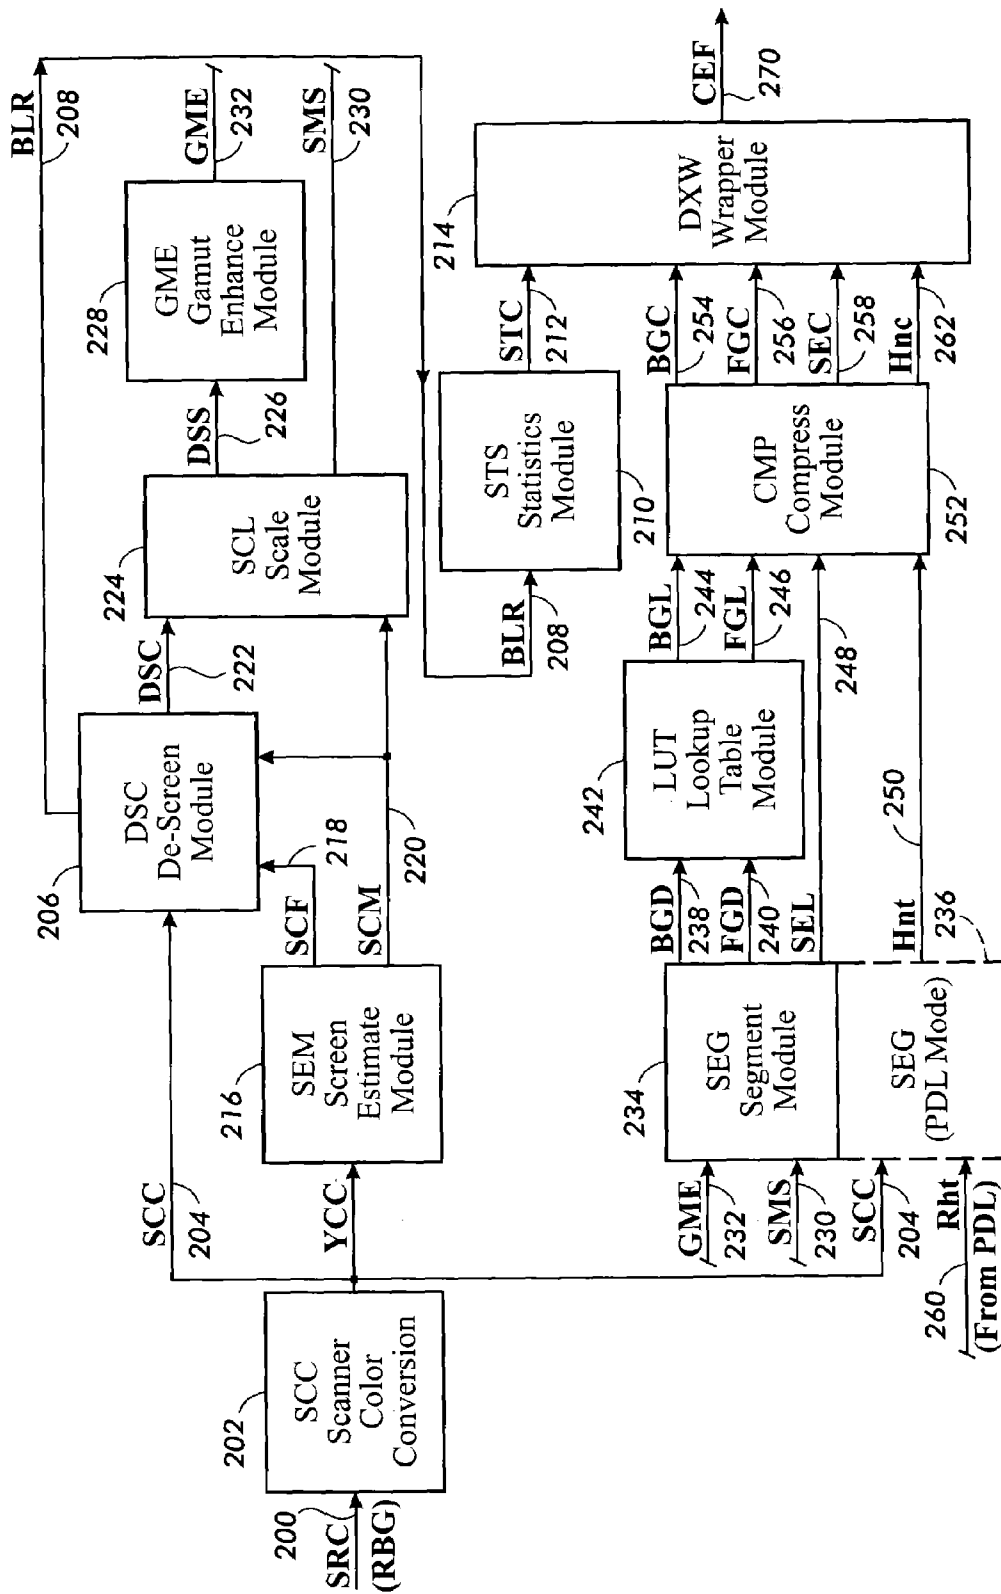 SRC
(RBG)
200
202
SCC
Scanner
Color
Conversion
SCC
204
YCC
216
SEM
Screen
Estimate
Module
SCF
218
SCM
220
206
DSC
De-Screen
Module
BLR
208
DSC
222
224
SCL
Scale
Module
DSS
226
228
GME
Gamut
Enhance
Module
GME
232
SMS
230
BLR
208
STS
Statistics
Module
210
STC
212
GME
232
SMS
230
SCC
204
Rht
260
(From PDL)
234
SEG
Segment
Module
SEG
(PDL Mode)
236
BGD
238
FGD
240
SEL
248
Hnt
250
242
LUT
Lookup
Table
Module
BGL
244
FGL
246
CMP
Compress
Module
252
BGC
254
FGC
256
SEC
258
Hnc
262
214
DXW
Wrapper
Module
CEF
270